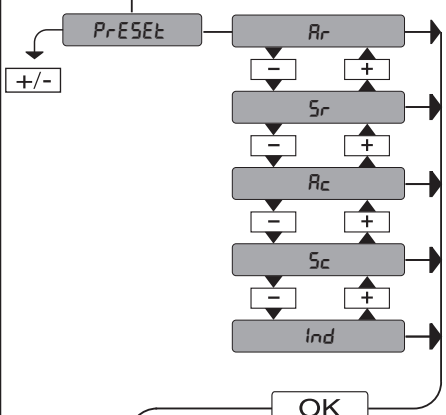 PrESEt Ar
+/- - +
Sr
- +
Ac
- +
Sc
- +
Ind
OK